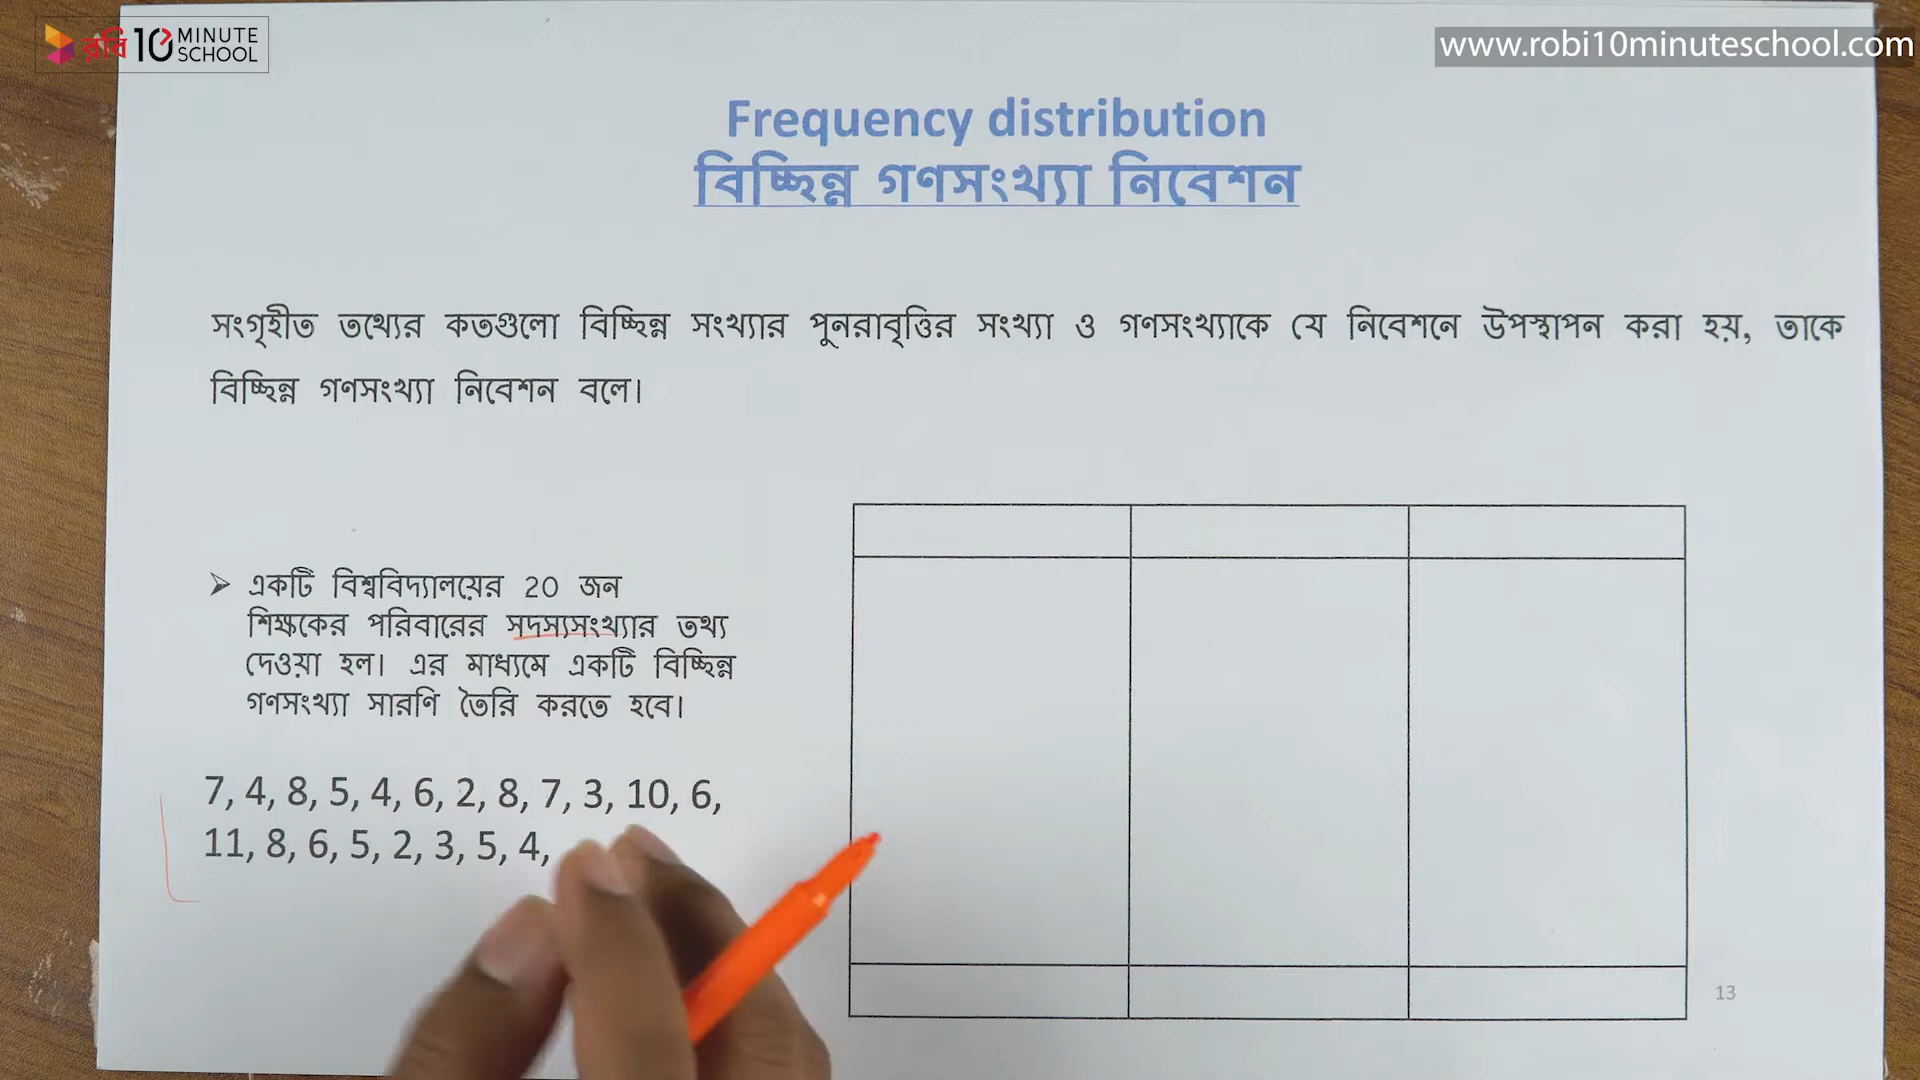 রবি 10 MINUTE SCHOOL
www.robi10minuteschool.com
Frequency distribution
বিচ্ছিন্ন গণসংখ্যা নিবেশন
সংগৃহীত তথ্যের কতগুলো বিচ্ছিন্ন সংখ্যার পুনরাবৃত্তির সংখ্যা ও গণসংখ্যাকে যে নিবেশনে উপস্থাপন করা হয়, তাকে
বিচ্ছিন্ন গণসংখ্যা নিবেশন বলে।
➢ একটি বিশ্ববিদ্যালয়ের 20 জন
শিক্ষকের পরিবারের সদস্যসংখ্যার তথ্য
দেওয়া হল। এর মাধ্যমে একটি বিচ্ছিন্ন
গণসংখ্যা সারণি তৈরি করতে হবে।
7, 4, 8, 5, 4, 6, 2, 8, 7, 3, 10, 6,
11, 8, 6, 5, 2, 3, 5, 4,
13